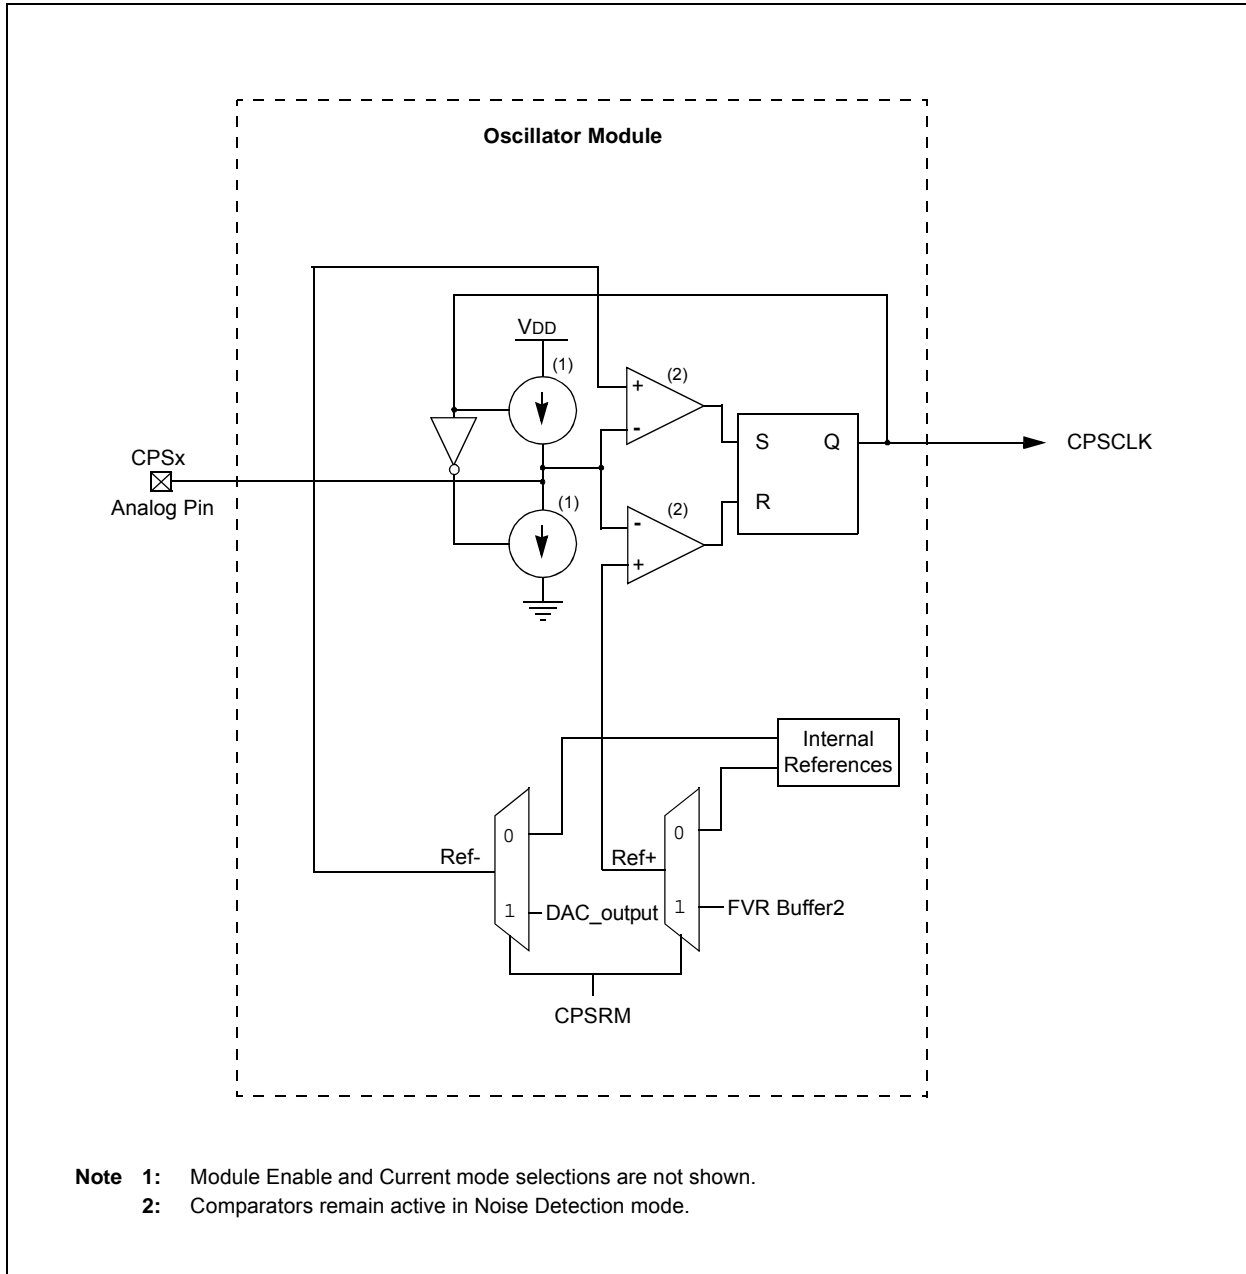 Oscillator Module
VDD
(1)
(2)
+
-
S Q
CPSCLK
CPSx
Analog Pin
(1)
(2)
R
-
+
Internal
References
0
0
Ref-
Ref+
1
DAC_output
1
FVR Buffer2
CPSRM
Note 1: Module Enable and Current mode selections are not shown.
2: Comparators remain active in Noise Detection mode.